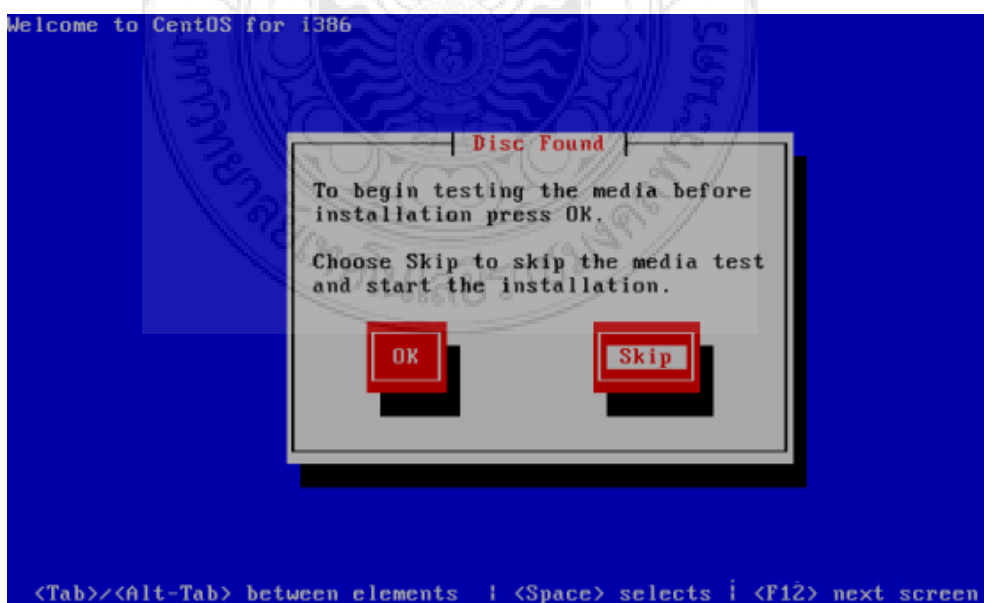 Welcome to CentOS for i386
Disc Found
To begin testing the media before
installation press OK.
Choose Skip to skip the media test
and start the installation.
OK Skip
<Tab>/<Alt-Tab> between elements | <Space> selects | <F12> next screen